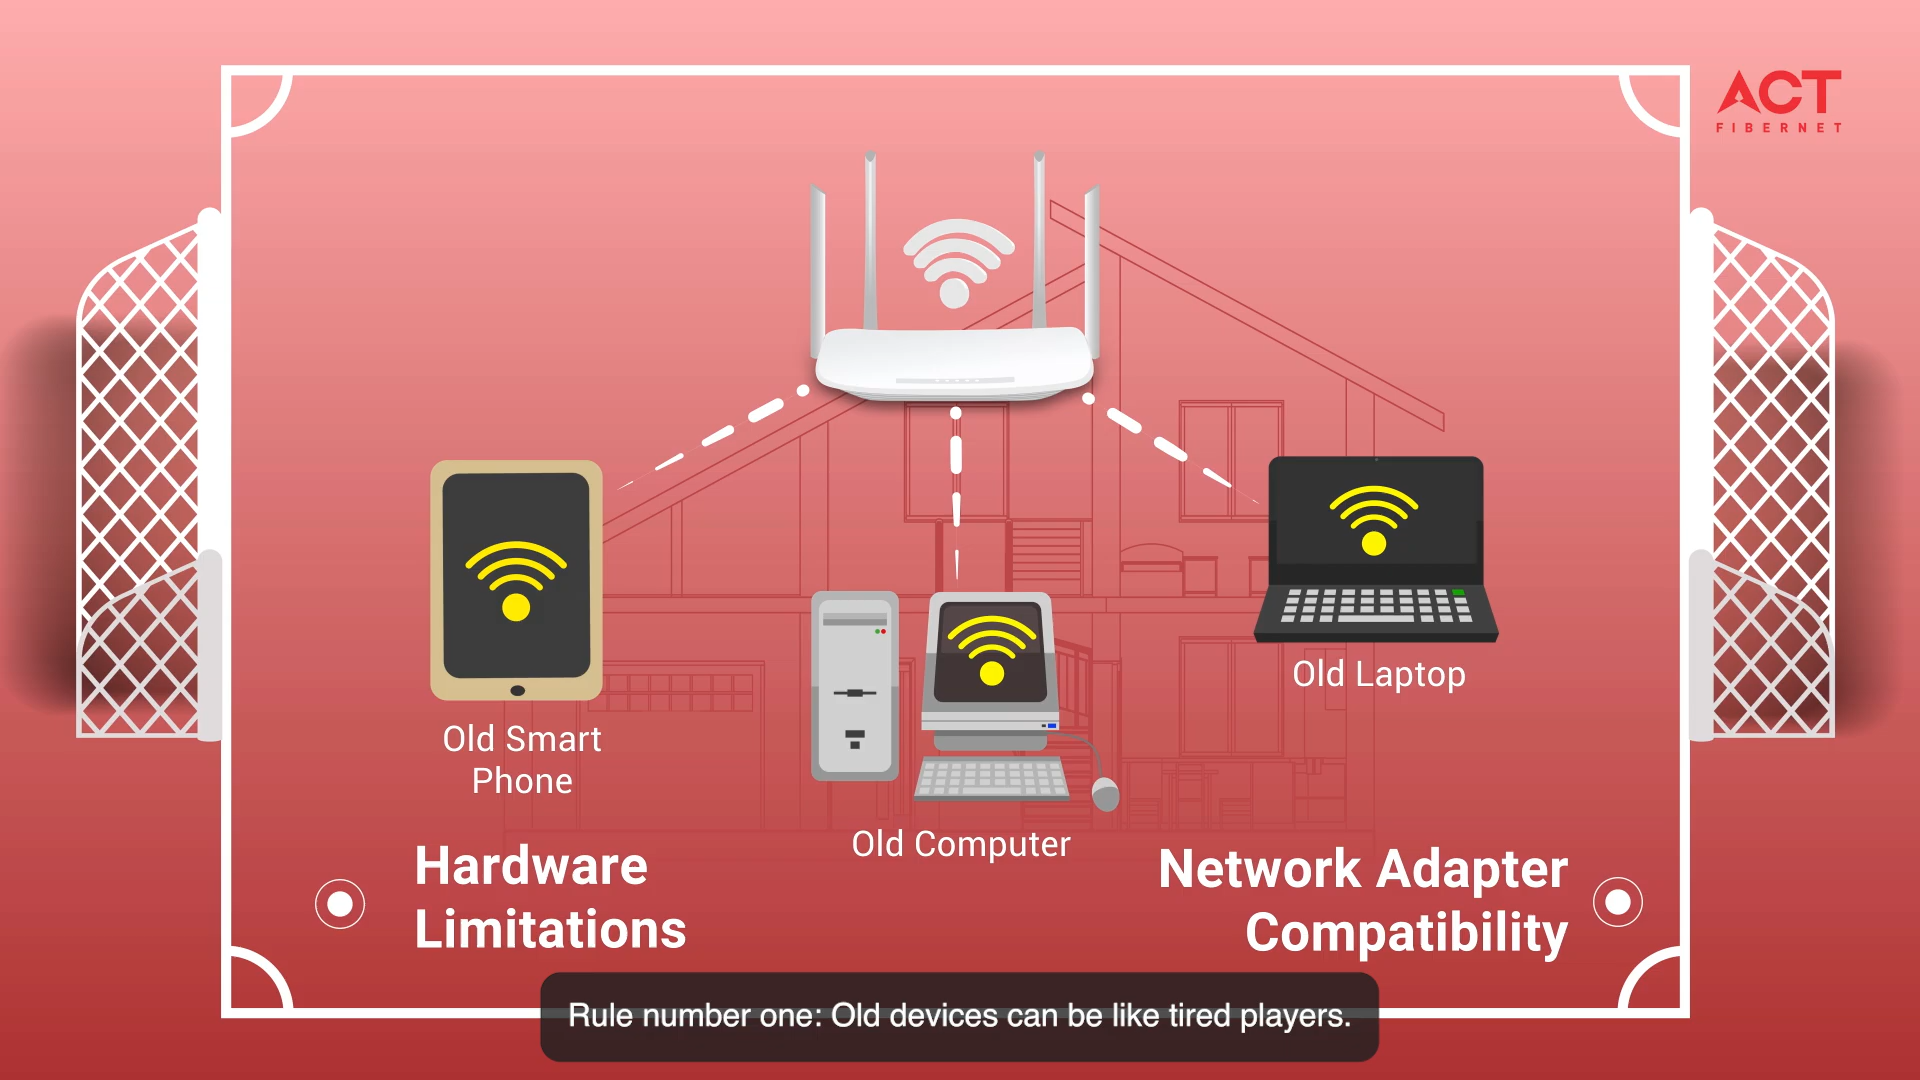 ACT
FIBERNET
Old Smart
Phone
Old Computer
Old Laptop
Hardware
Limitations
Network Adapter
Compatibility
Rule number one: Old devices can be like tired players.